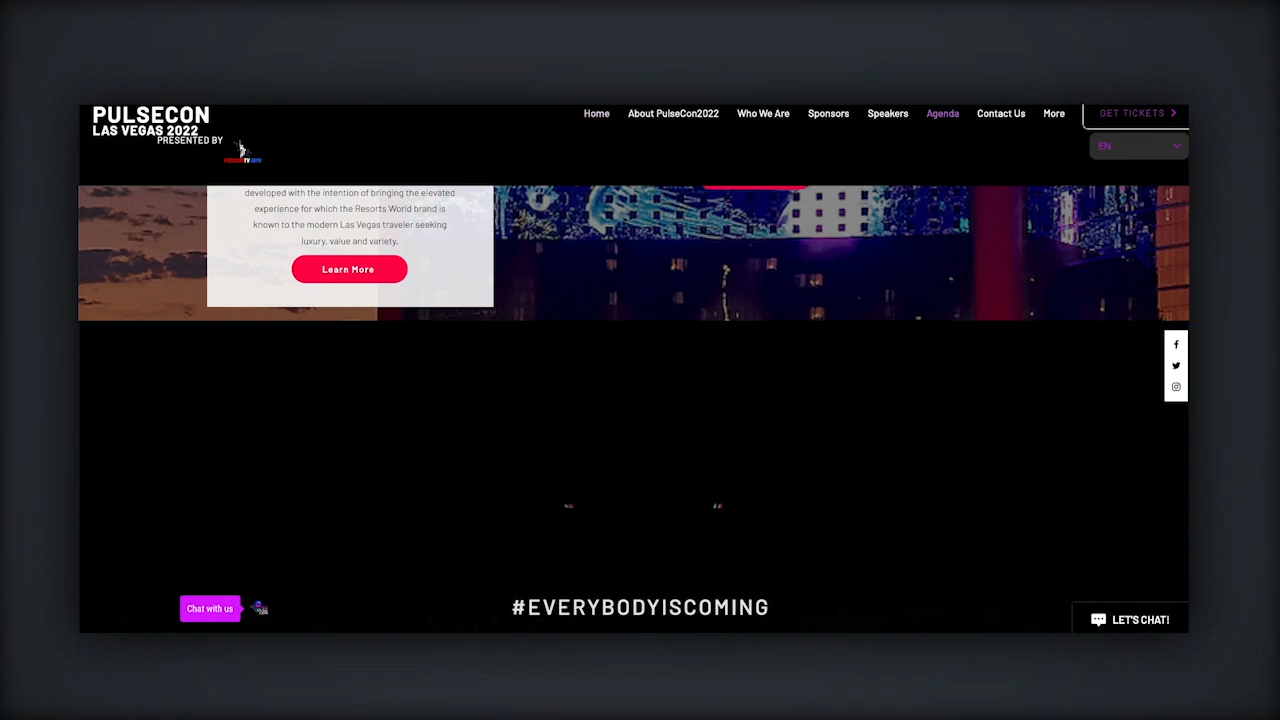 PULSECON
LAS VEGAS 2022
PRESENTED BY
FREEDOMTV.INFO
Home
About PulseCon2022
Who We Are
Sponsors
Speakers
Agenda
Contact Us
More
GET TICKETS
EN
developed with the intention of bringing the elevated
experience for which the Resorts World brand is
known to the modern Las Vegas traveler seeking
luxury, value and variety.
Learn More
#EVERYBODYISCOMING
Chat with us
LET'S CHAT!